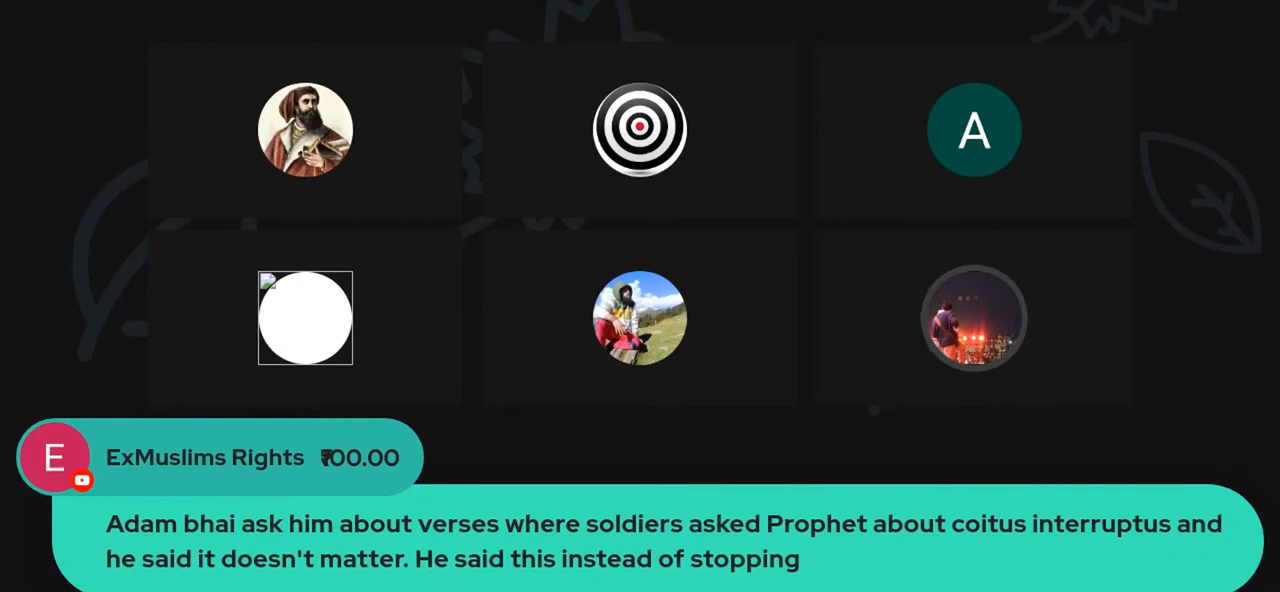 A
E
ExMuslims Rights ₹100.00
Adam bhai ask him about verses where soldiers asked Prophet about coitus interruptus and
he said it doesn't matter. He said this instead of stopping